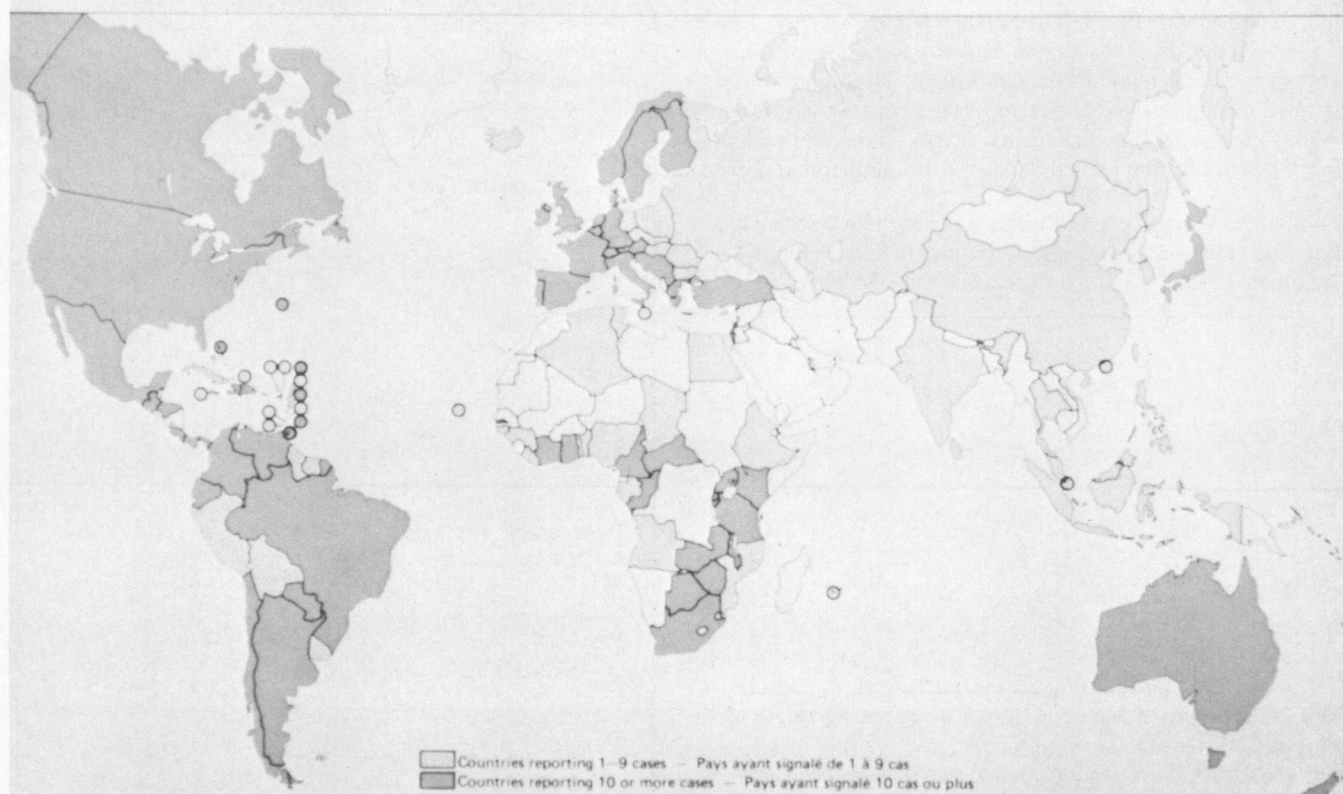 Countries reporting 1–9 cases – Pays ayant signalé de 1 à 9 cas
Countries reporting 10 or more cases – Pays ayant signalé 10 cas ou plus